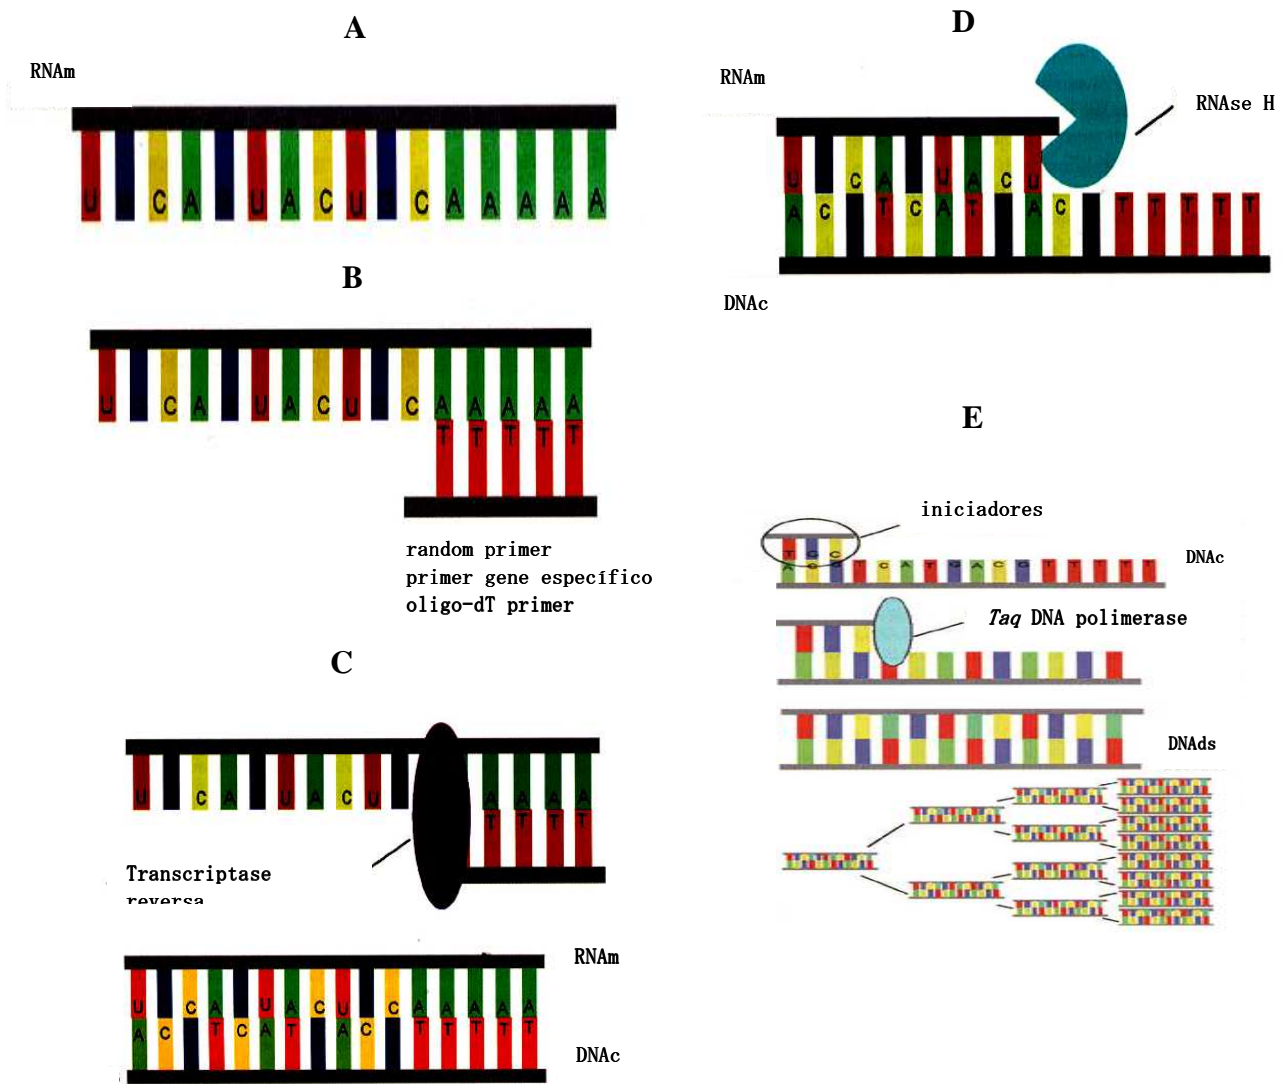 A
RNAm
U C A U A C U C A A A A A
B
U C A U A C U C A A A A A
T T T T T
random primer
primer gene específico
oligo-dT primer
C
U C A U A C U A A A A
T T T T
Transcriptase
reversa
RNAm
U C A U A C U C A A A A A
A C T C A T A C T T T T T
DNAc
D
RNAm
RNAse H
U C A U A C U
A C T C A T A C T T T T T
DNAc
E
iniciadores
T G C
A C G T C A T G A C G T T T T T
DNAc
Taq DNA polimerase
DNAds